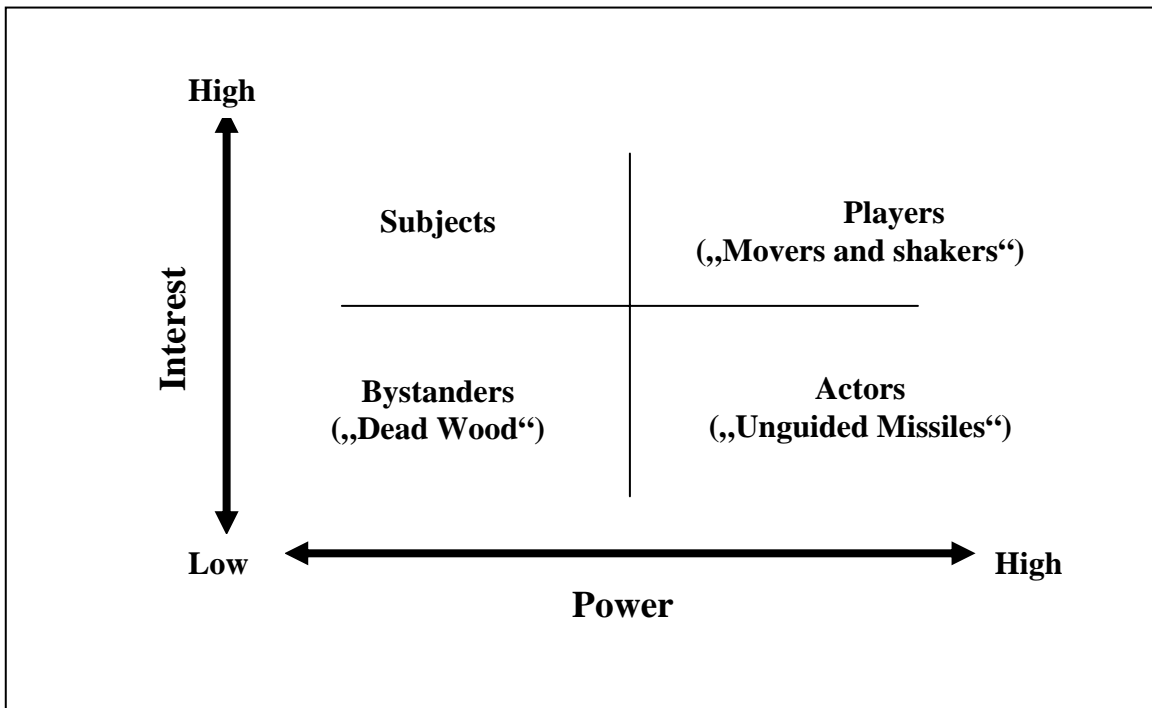 High
Subjects
Players
(„Movers and shakers“)
Interest
Bystanders
(„Dead Wood“)
Actors
(„Unguided Missiles“)
Low
High
Power